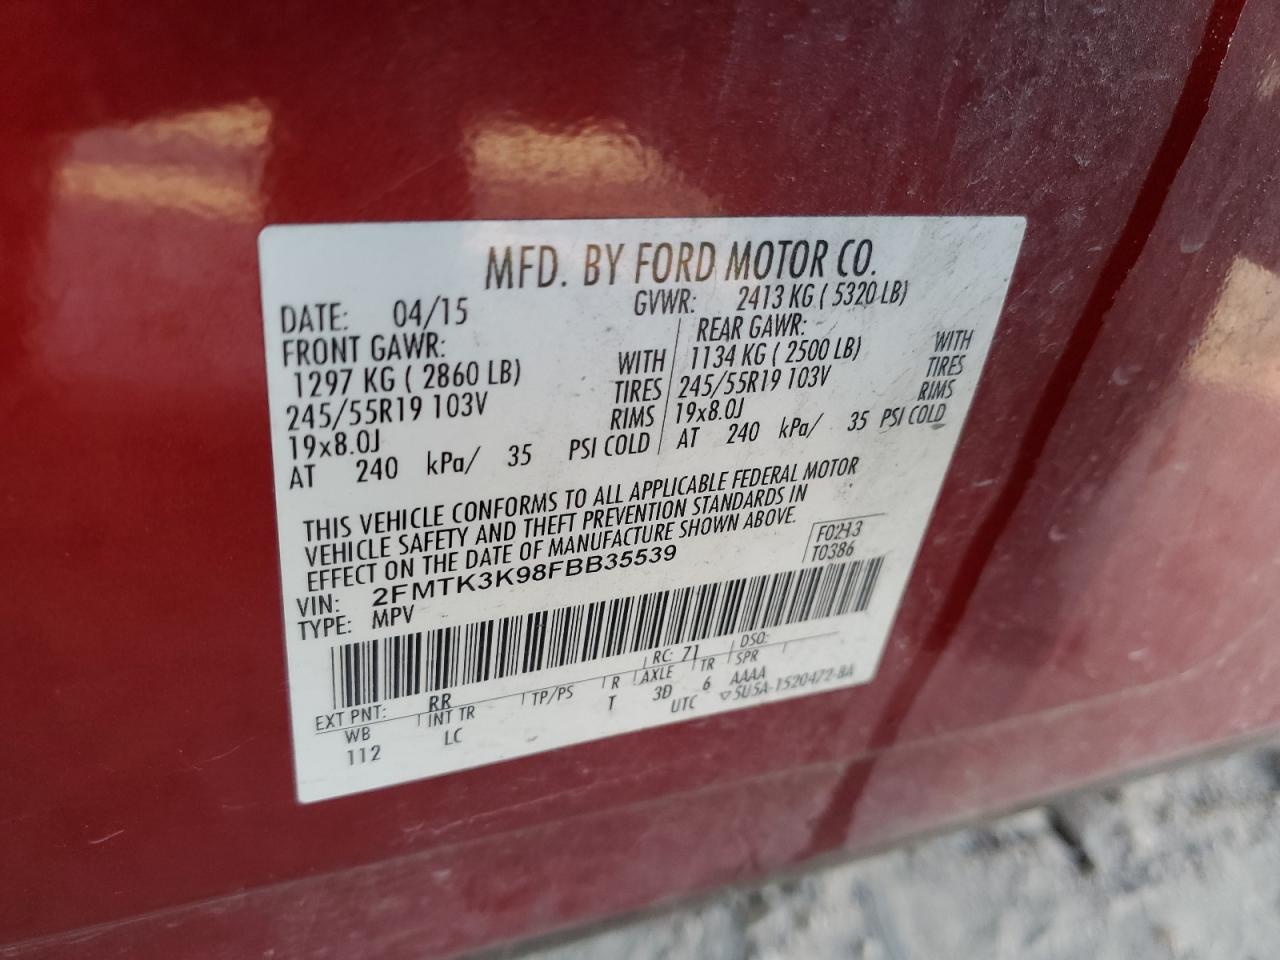 MFD. BY FORD MOTOR CO.
DATE: 04/15 GVWR: 2413 KG ( 5320 LB)
FRONT GAWR: REAR GAWR:
1297 KG ( 2860 LB) WITH 1134 KG ( 2500 LB) WITH
245/55R19 103V TIRES 245/55R19 103V TIRES
19x8.0J RIMS 19x8.0J RIMS
AT 240 kPa/ 35 PSI COLD AT 240 kPa/ 35 PSI COLD
THIS VEHICLE CONFORMS TO ALL APPLICABLE FEDERAL MOTOR
VEHICLE SAFETY AND THEFT PREVENTION STANDARDS IN
EFFECT ON THE DATE OF MANUFACTURE SHOWN ABOVE.
F0213
T0386
VIN: 2FMTK3K98FBB35539
TYPE: MPV
EXT PNT: RR RC: 71 DSO:
WB INT TR TP/PS R AXLE TR SPR
112 LC T 3D 6 AAAA
UTC ▽5U5A-1520472-BA